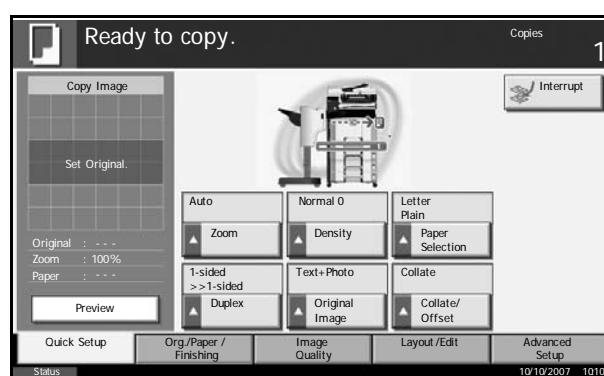 Ready to copy.
Copies
1
Copy Image
Set Original.
Original : - - -
Zoom : 100%
Paper : - - -
Preview
Interrupt
Auto
Zoom
Normal 0
Density
Letter
Plain
Paper
Selection
1-sided
>>1-sided
Duplex
Text+Photo
Original
Image
Collate
Collate/
Offset
Quick Setup
Org./Paper /
Finishing
Image
Quality
Layout /Edit
Advanced
Setup
Status
10/10/2007 1010